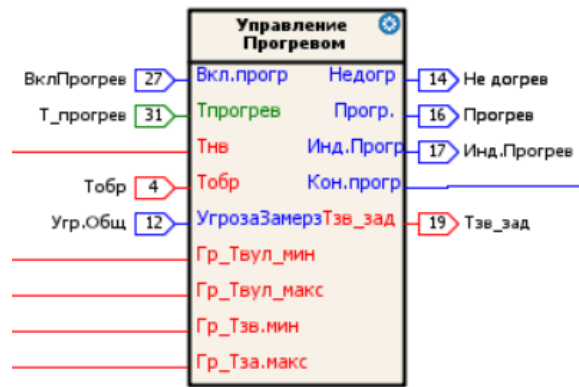 Управление
Прогревом
ВклПрогрев 27 Вкл.прогр Недогр 14 Не догрев
Т_прогрев 31 Тпрогрев Прогр. 16 Прогрев
Тнв Инд.Прогр 17 Инд.Прогрев
Тобр 4 Тобр Кон.прогр
Угр.Общ 12 УгрозаЗамерзТзв_зад 19 Тзв_зад
Гр_Твул_мин
Гр_Твул_макс
Гр_Тзв.мин
Гр_Тза.макс